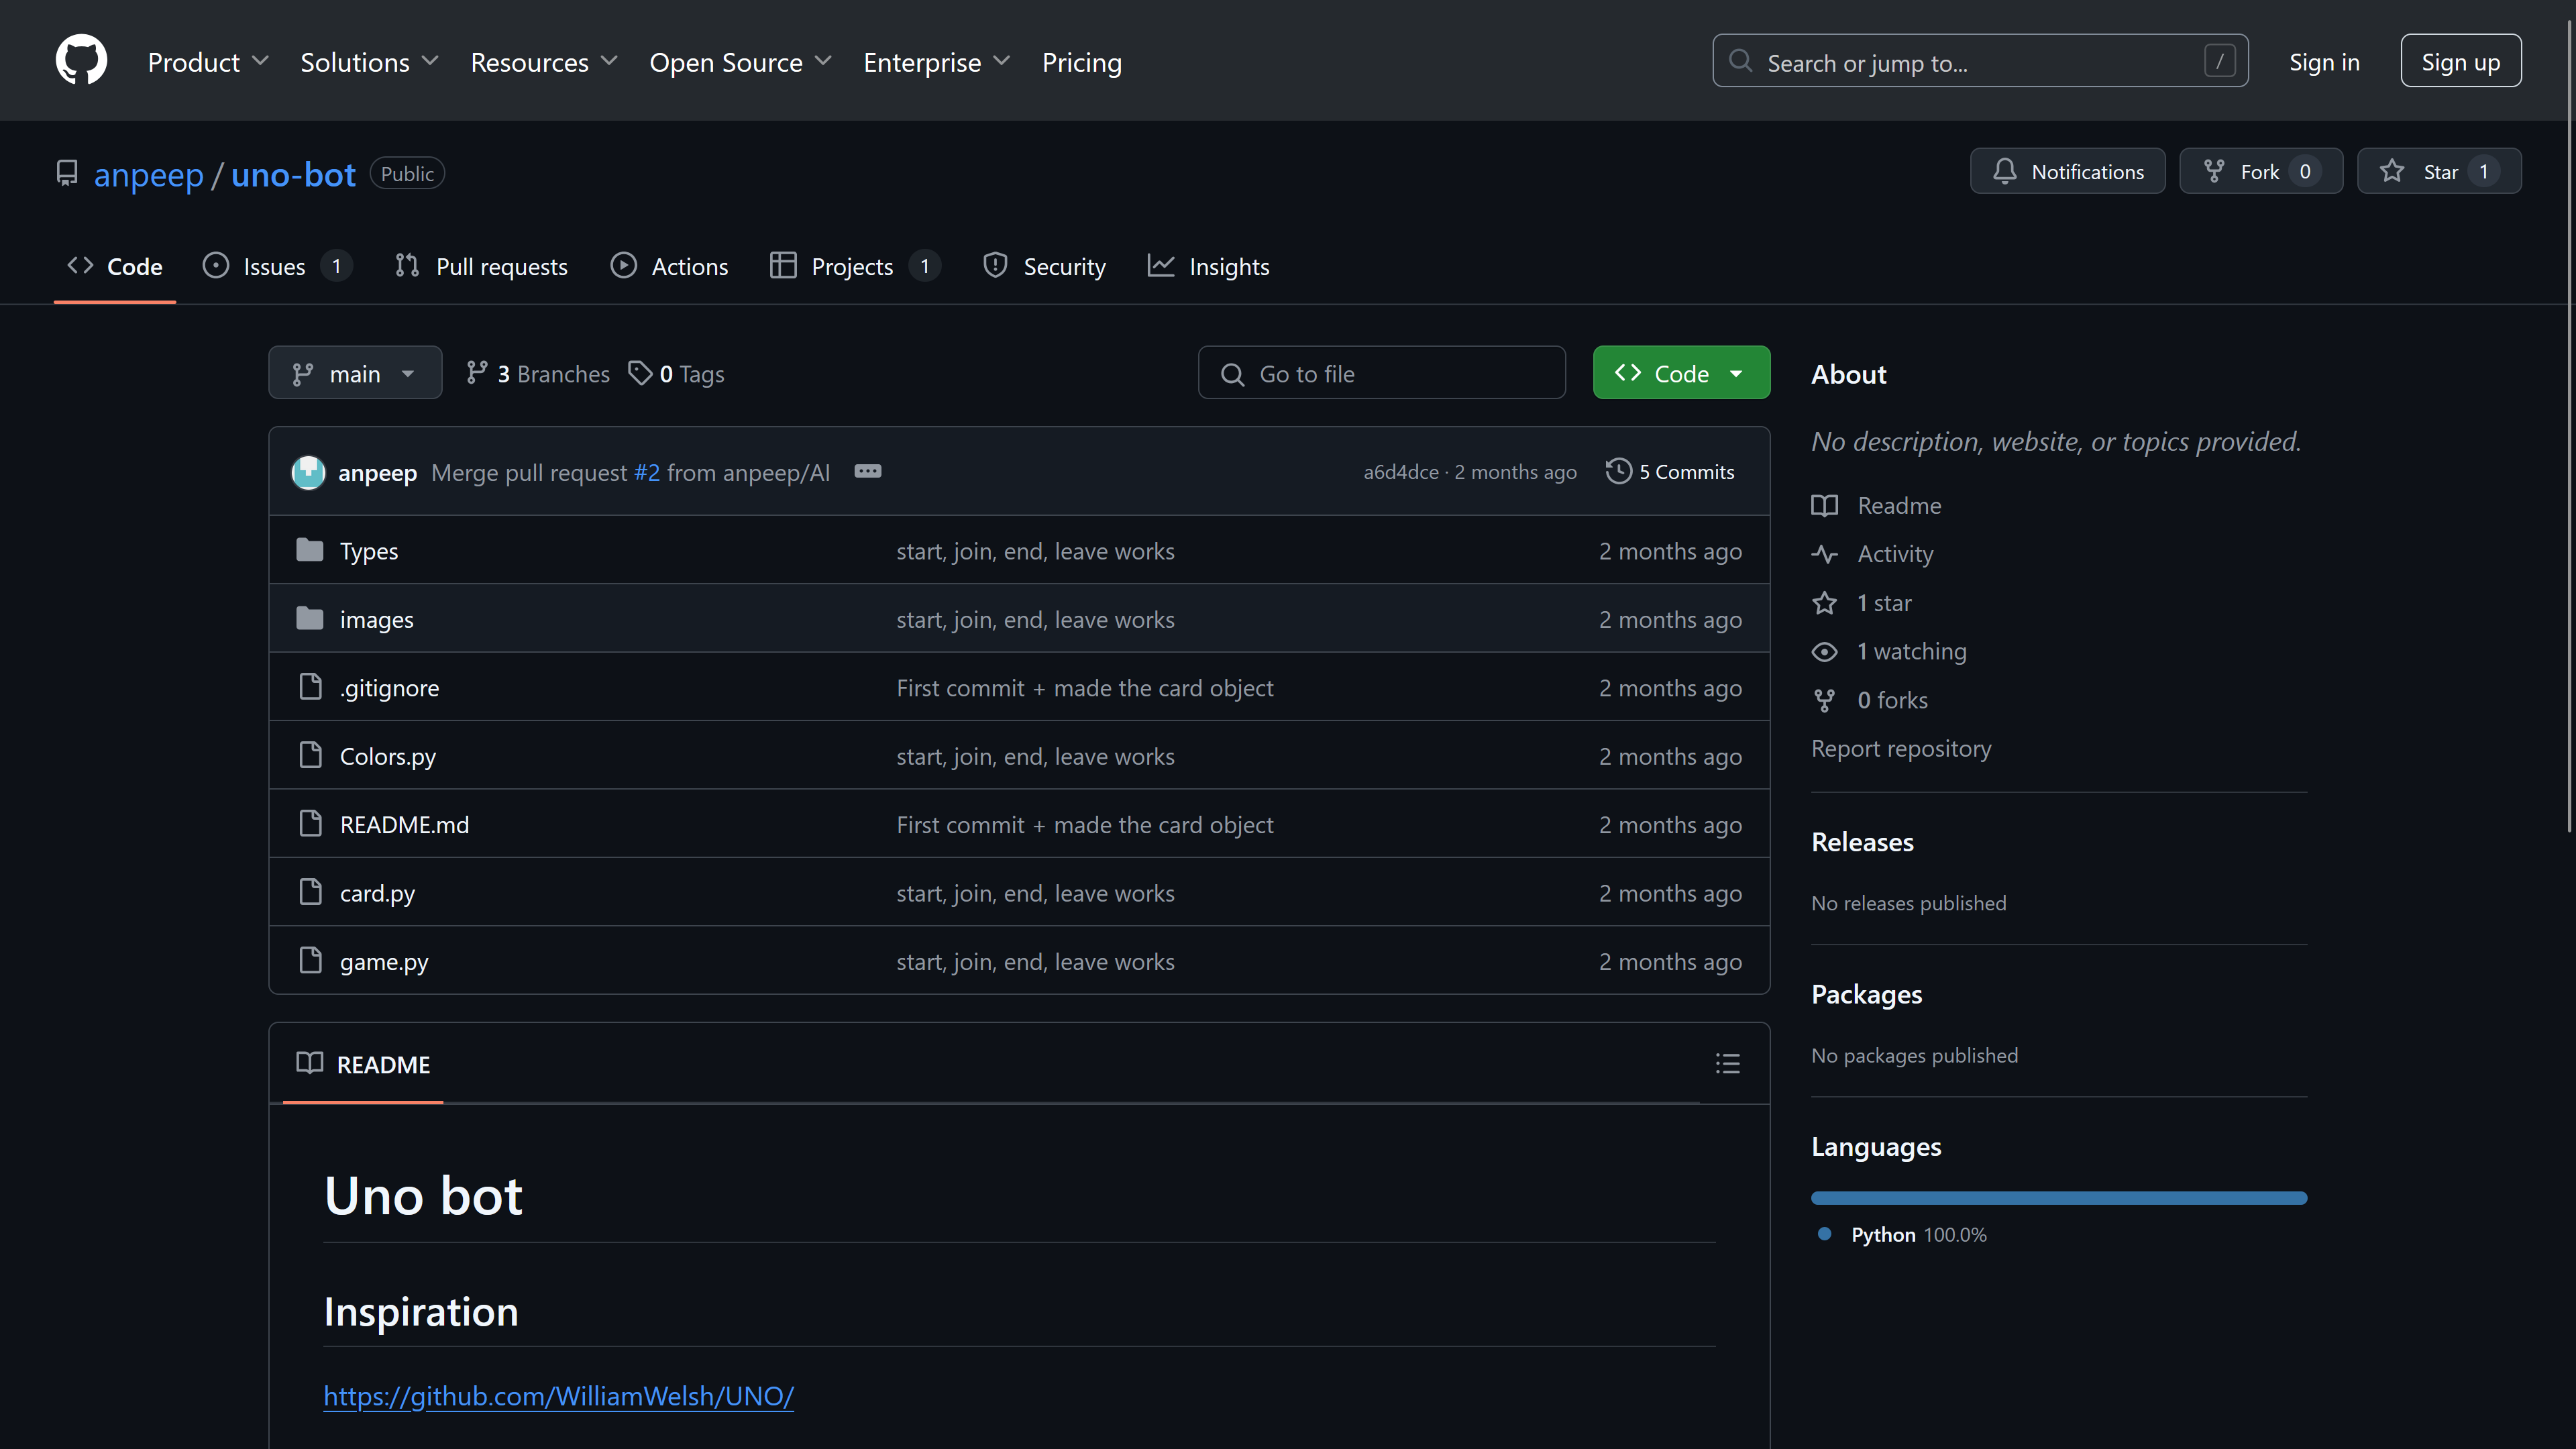 Product Solutions Resources Open Source Enterprise Pricing Search or jump to... / Sign in Sign up
anpeep / uno-bot Public Notifications Fork 0 Star 1
Code Issues 1 Pull requests Actions Projects 1 Security Insights
main 3 Branches 0 Tags Go to file Code
anpeep Merge pull request #2 from anpeep/AI a6d4dce · 2 months ago 5 Commits
Types start, join, end, leave works 2 months ago
images start, join, end, leave works 2 months ago
.gitignore First commit + made the card object 2 months ago
Colors.py start, join, end, leave works 2 months ago
README.md First commit + made the card object 2 months ago
card.py start, join, end, leave works 2 months ago
game.py start, join, end, leave works 2 months ago
README
Uno bot
Inspiration
https://github.com/WilliamWelsh/UNO/
About
No description, website, or topics provided.
Readme
Activity
1 star
1 watching
0 forks
Report repository
Releases
No releases published
Packages
No packages published
Languages
Python 100.0%